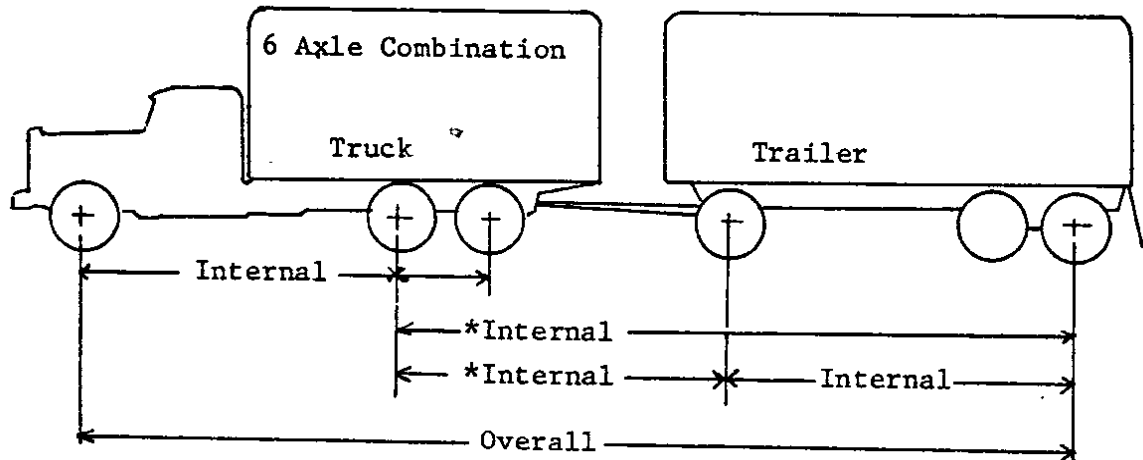 6 Axle Combination
Truck
Trailer
Internal
*Internal
*Internal
Internal
Overall